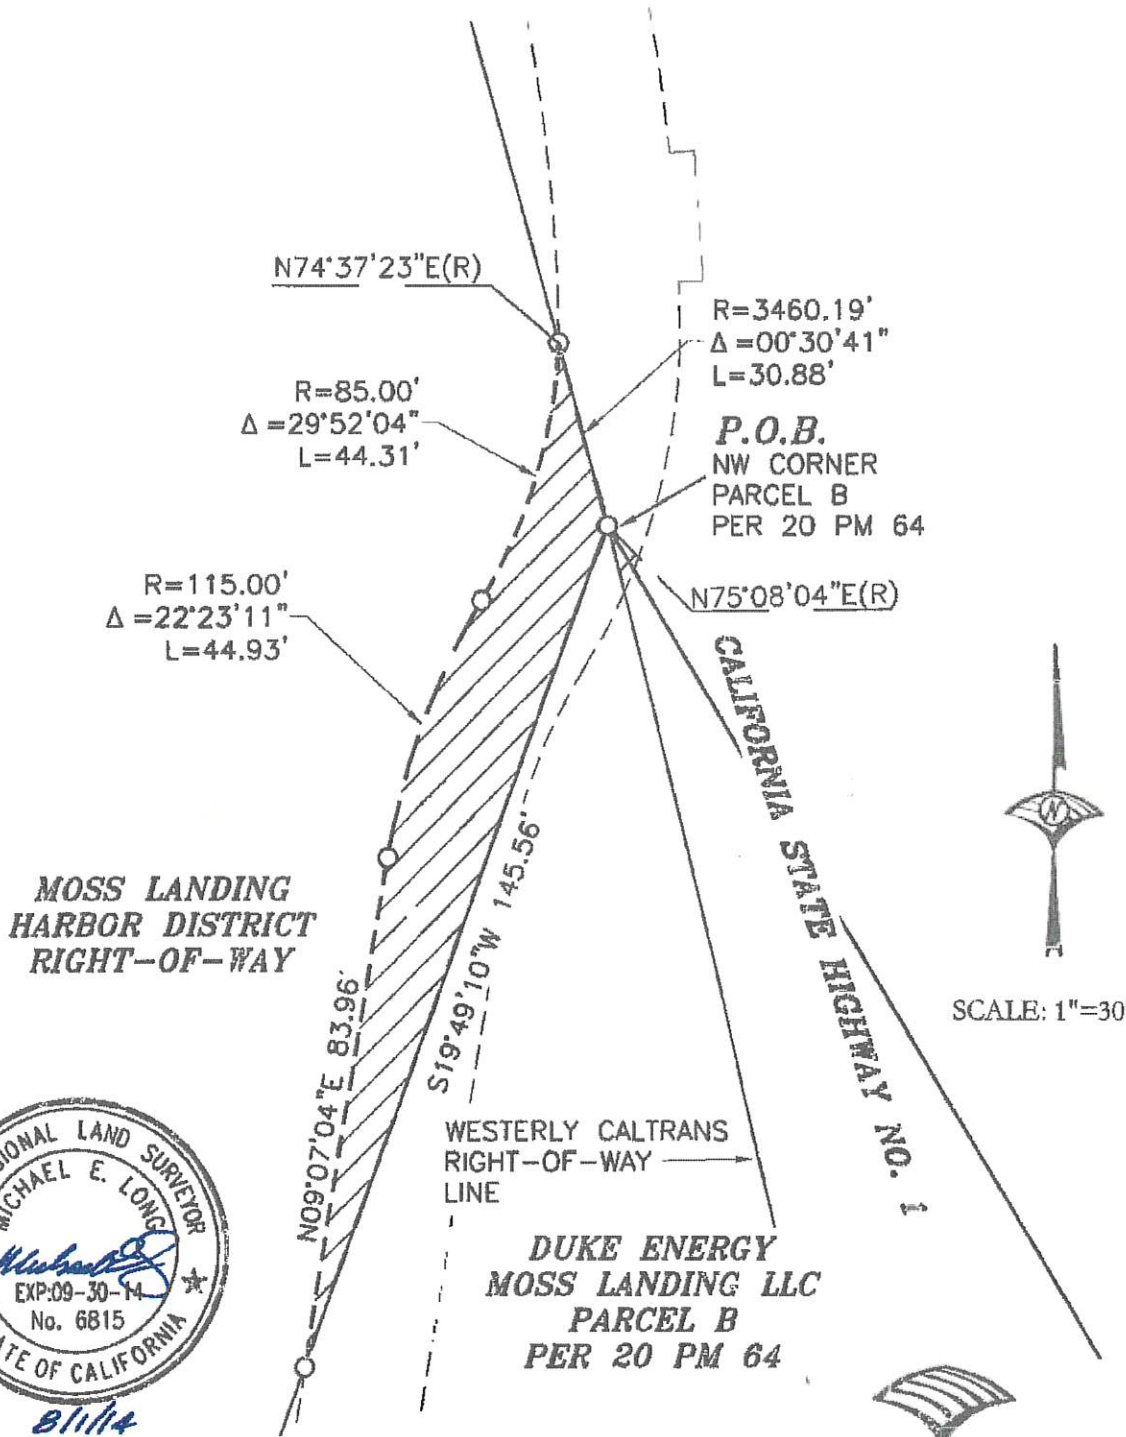 N74°37'23"E(R)
R=3460.19'
Δ =00°30'41"
L=30.88'
R=85.00'
Δ =29°52'04"
L=44.31'
P.O.B.
NW CORNER
PARCEL B
PER 20 PM 64
R=115.00'
Δ =22°23'11"
L=44.93'
N75°08'04"E(R)
CALIFORNIA STATE HIGHWAY NO. 1
N
MOSS LANDING
HARBOR DISTRICT
RIGHT-OF-WAY
S19°49'10"W 145.56'
N09°07'04"E 83.96'
SCALE: 1"=30
WESTERLY CALTRANS
RIGHT-OF-WAY
LINE
DUKE ENERGY
MOSS LANDING LLC
PARCEL B
PER 20 PM 64
IONAL LAND SURVEYOR
MICHAEL E. LONG
EXP:09-30-14
No. 6815
ATE OF CALIFORNIA
8/1/14